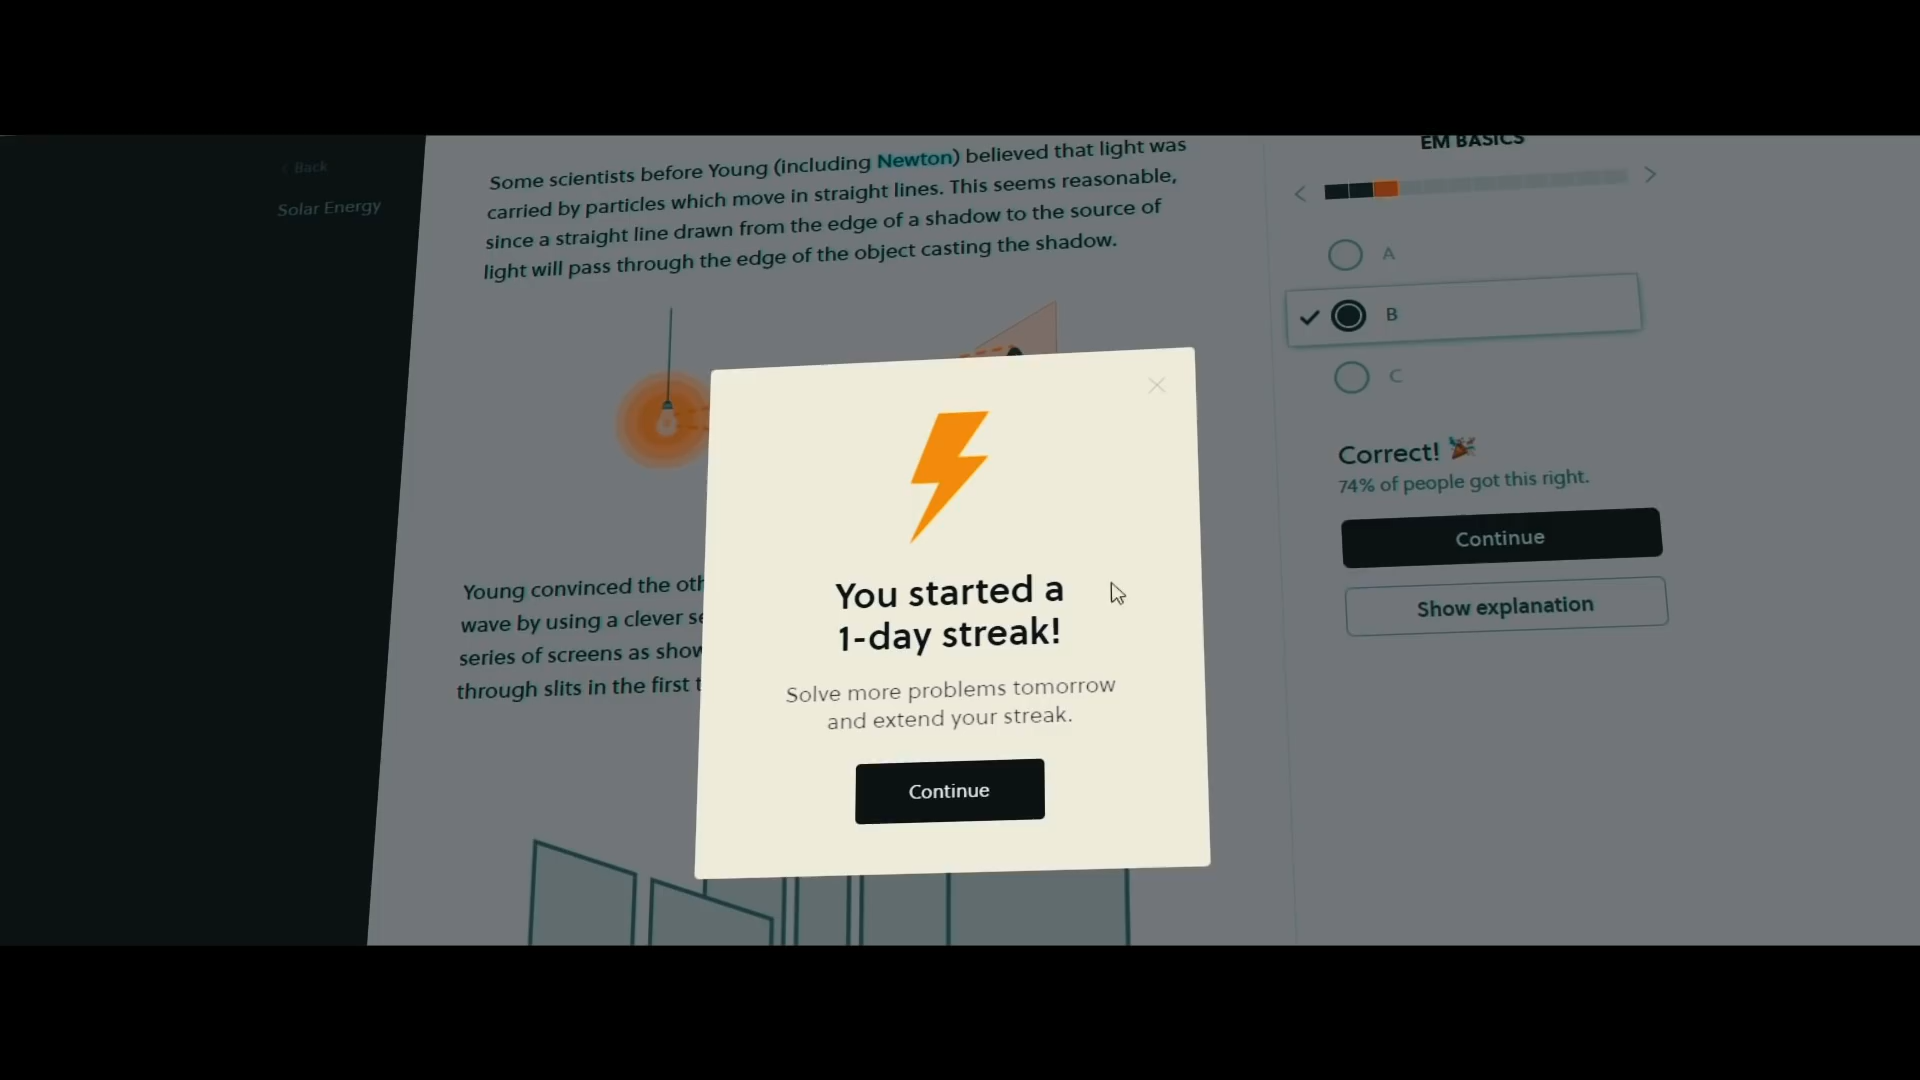 Back
Solar Energy
Some scientists before Young (including Newton) believed that light was
carried by particles which move in straight lines. This seems reasonable,
since a straight line drawn from the edge of a shadow to the source of
light will pass through the edge of the object casting the shadow.
Young convinced the oth
wave by using a clever se
series of screens as show
through slits in the first t
You started a
1-day streak!
Solve more problems tomorrow
and extend your streak.
Continue
EM BASICS
A
B
C
Correct!
74% of people got this right.
Continue
Show explanation